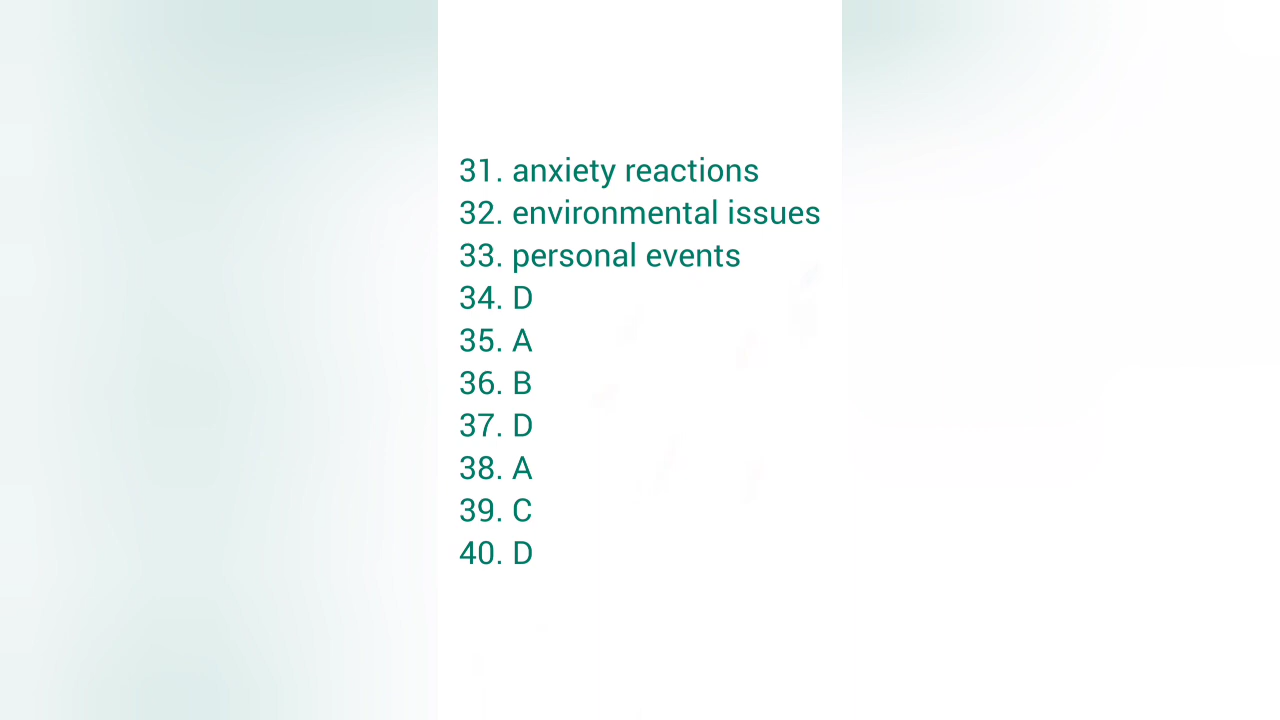 31. anxiety reactions
32. environmental issues
33. personal events
34. D
35. A
36. B
37. D
38. A
39. C
40. D